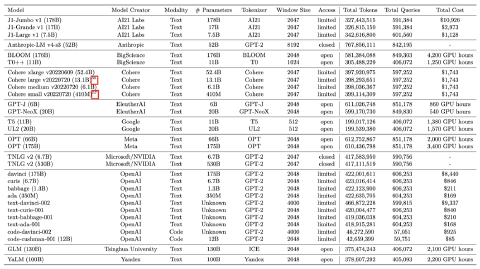 Model Model Creator Modality # Parameters Tokenizer Window Size Access Total Tokens Total Queries Total Cost
J1-Jumbo v1 (178B) AI21 Labs Text 178B AI21 2047 limited 327,443,515 591,384 $10,926
J1-Grande v1 (17B) AI21 Labs Text 17B AI21 2047 limited 326,815,150 591,384 $2,973
J1-Large v1 (7.5B) AI21 Labs Text 7.5B AI21 2047 limited 342,616,800 601,560 $1,128
Anthropic-LM v4-s3 (52B) Anthropic Text 52B GPT-2 8192 closed 767,856,111 842,195 -
BLOOM (176B) BigScience Text 176B BLOOM 2048 open 581,384,088 849,303 4,200 GPU hours
T0++ (11B) BigScience Text 11B T0 1024 open 305,488,229 406,072 1,250 GPU hours
Cohere xlarge v20220609 (52.4B) Cohere Text 52.4B Cohere 2047 limited 397,920,975 597,252 $1,743
Cohere large v20220720 (13.1B) Cohere Text 13.1B Cohere 2047 limited 398,293,651 597,252 $1,743
Cohere medium v20220720 (6.1B) Cohere Text 6.1B Cohere 2047 limited 398,036,367 597,252 $1,743
Cohere small v20220720 (410M) Cohere Text 410M Cohere 2047 limited 399,114,309 597,252 $1,743
GPT-J (6B) EleutherAI Text 6B GPT-J 2048 open 611,026,748 851,178 860 GPU hours
GPT-NeoX (20B) EleutherAI Text 20B GPT-NeoX 2048 open 599,170,730 849,830 540 GPU hours
T5 (11B) Google Text 11B T5 512 open 199,017,126 406,072 1,380 GPU hours
UL2 (20B) Google Text 20B UL2 512 open 199,539,380 406,072 1,570 GPU hours
OPT (66B) Meta Text 66B OPT 2048 open 612,752,867 851,178 2,000 GPU hours
OPT (175B) Meta Text 175B OPT 2048 open 610,436,798 851,178 3,400 GPU hours
TNLG v2 (6.7B) Microsoft/NVIDIA Text 6.7B GPT-2 2047 closed 417,583,950 590,756 -
TNLG v2 (530B) Microsoft/NVIDIA Text 530B GPT-2 2047 closed 417,111,519 590,756 -
davinci (175B) OpenAI Text 175B GPT-2 2048 limited 422,001,611 606,253 $8,440
curie (6.7B) OpenAI Text 6.7B GPT-2 2048 limited 423,016,414 606,253 $846
babbage (1.3B) OpenAI Text 1.3B GPT-2 2048 limited 422,123,900 606,253 $211
ada (350M) OpenAI Text 350M GPT-2 2048 limited 422,635,705 604,253 $169
text-davinci-002 OpenAI Text Unknown GPT-2 4000 limited 466,872,228 599,815 $9,337
text-curie-001 OpenAI Text Unknown GPT-2 2048 limited 420,004,477 606,253 $840
text-babbage-001 OpenAI Text Unknown GPT-2 2048 limited 419,036,038 604,253 $210
text-ada-001 OpenAI Text Unknown GPT-2 2048 limited 418,915,281 604,253 $168
code-davinci-002 OpenAI Code Unknown GPT-2 4000 limited 46,272,590 57,051 $925
code-cushman-001 (12B) OpenAI Code 12B GPT-2 2048 limited 42,659,399 59,751 $85
GLM (130B) Tsinghua University Text 130B ICE 2048 open 375,474,243 406,072 2,100 GPU hours
YaLM (100B) Yandex Text 100B Yandex 2048 open 378,607,292 405,093 2,200 GPU hours